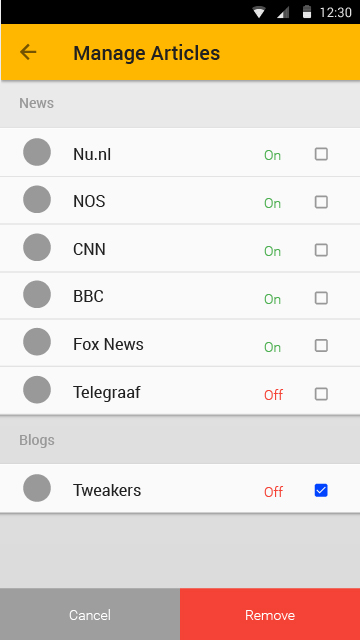 12:30
Manage Articles
News
Nu.nl On
NOS On
CNN On
BBC On
Fox News On
Telegraaf Off
Blogs
Tweakers Off
Cancel Remove